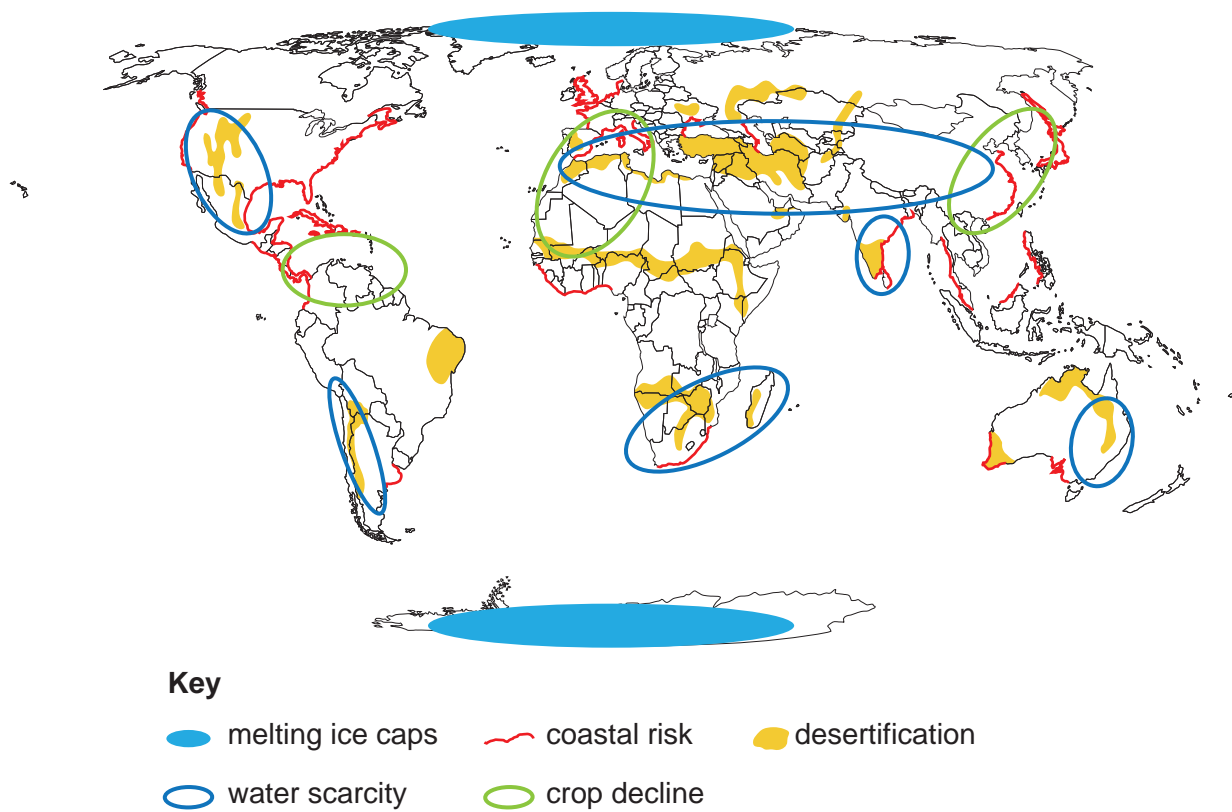 Key
melting ice caps coastal risk desertification
water scarcity crop decline